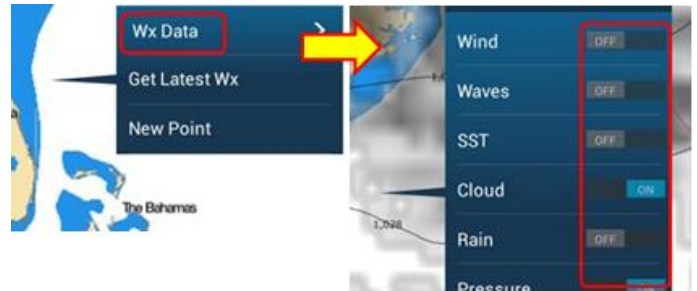 Wx Data
Get Latest Wx
New Point
The Bahamas
Wind OFF
Waves OFF
SST OFF
Cloud ON
1,028
Rain OFF
Pressure ON